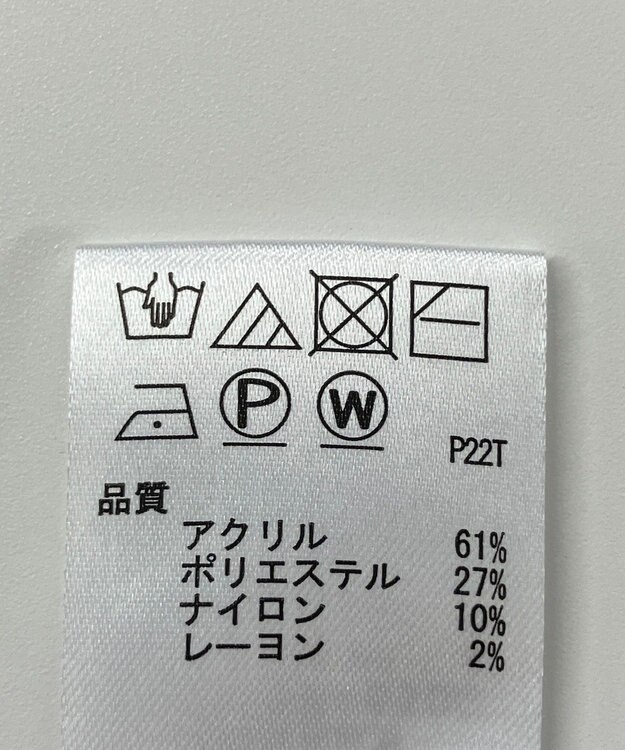 P W
P22T
品質
アクリル 61%
ポリエステル 27%
ナイロン 10%
レーヨン 2%